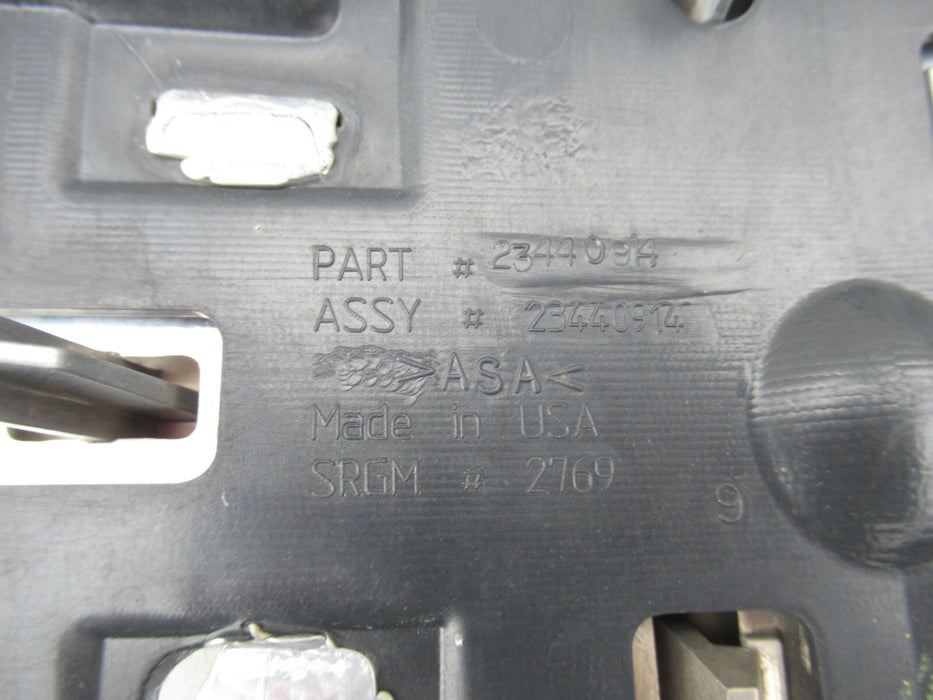 PART #
ASSY # 23440914
>ASA<
Made in USA
SRGM # 2769
9